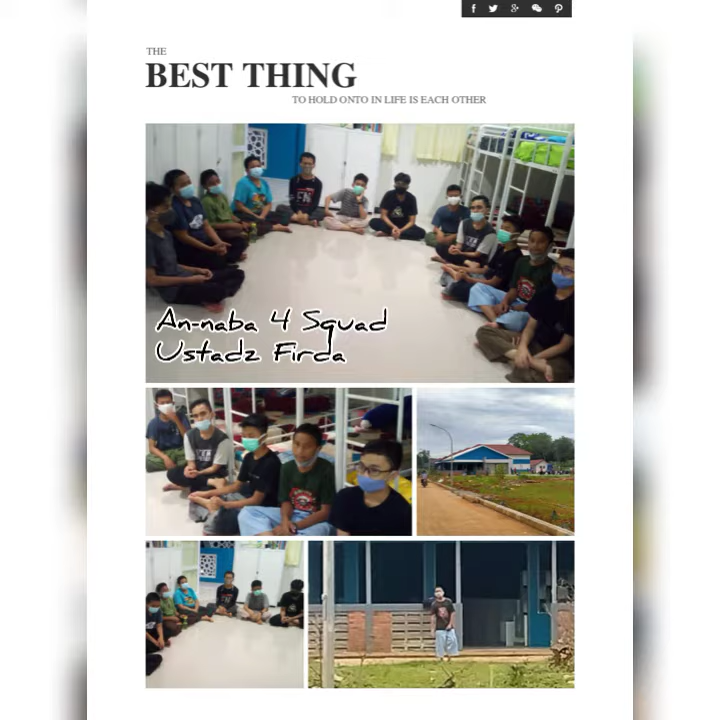 THE
BEST THING
TO HOLD ONTO IN LIFE IS EACH OTHER
An-naba 4 Squad
Ustadz Firda